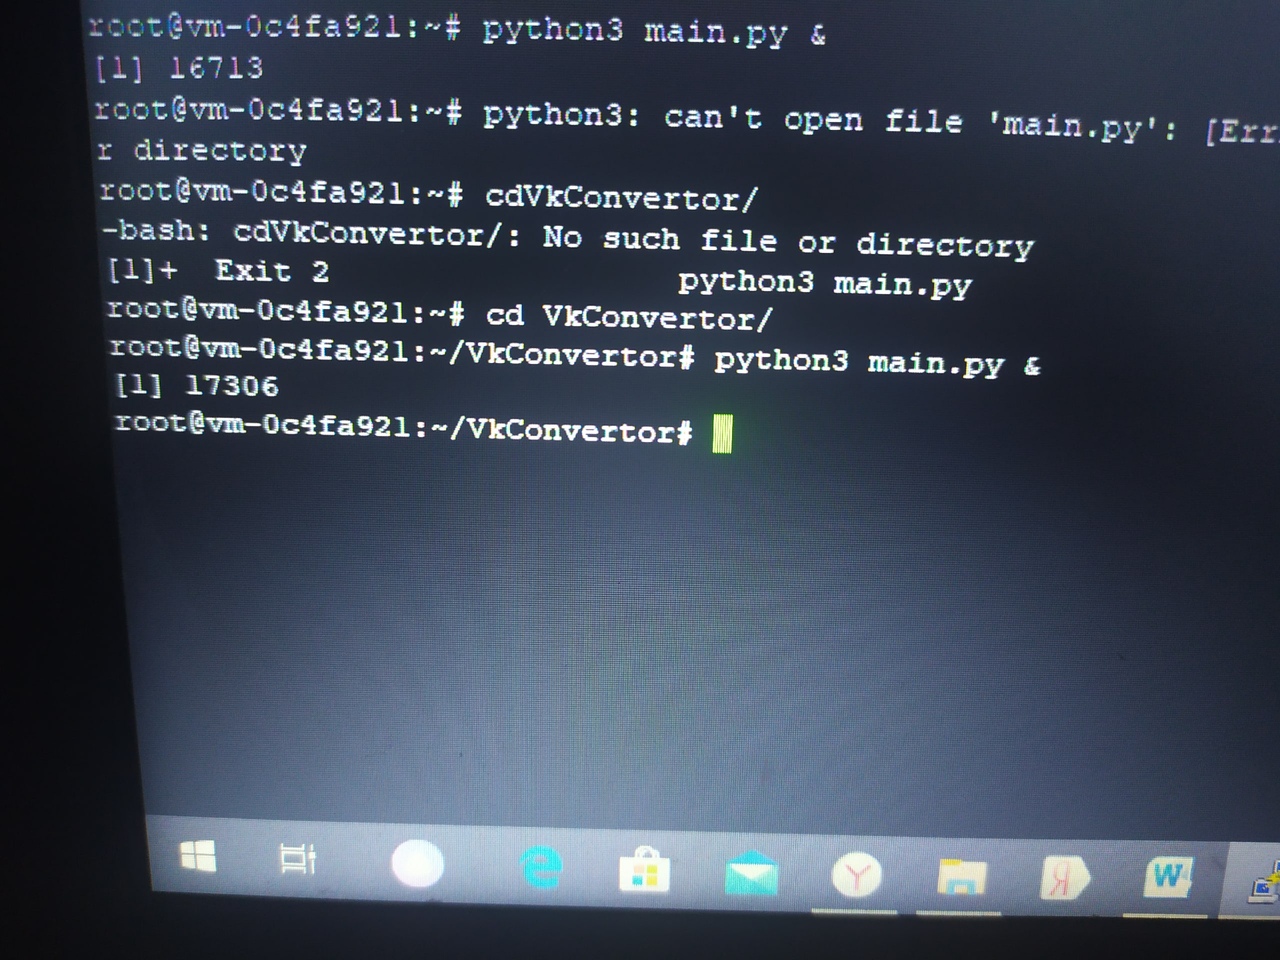 root@vm-0c4fa921:~# python3 main.py &
[1] 16713
root@vm-0c4fa921:~# python3: can't open file 'main.py': [Err
r directory
root@vm-0c4fa921:~# cdVkConvertor/
-bash: cdVkConvertor/: No such file or directory
[1]+  Exit 2                  python3 main.py
root@vm-0c4fa921:~# cd VkConvertor/
root@vm-0c4fa921:~/VkConvertor# python3 main.py &
[1] 17306
root@vm-0c4fa921:~/VkConvertor#
Y
Я
W